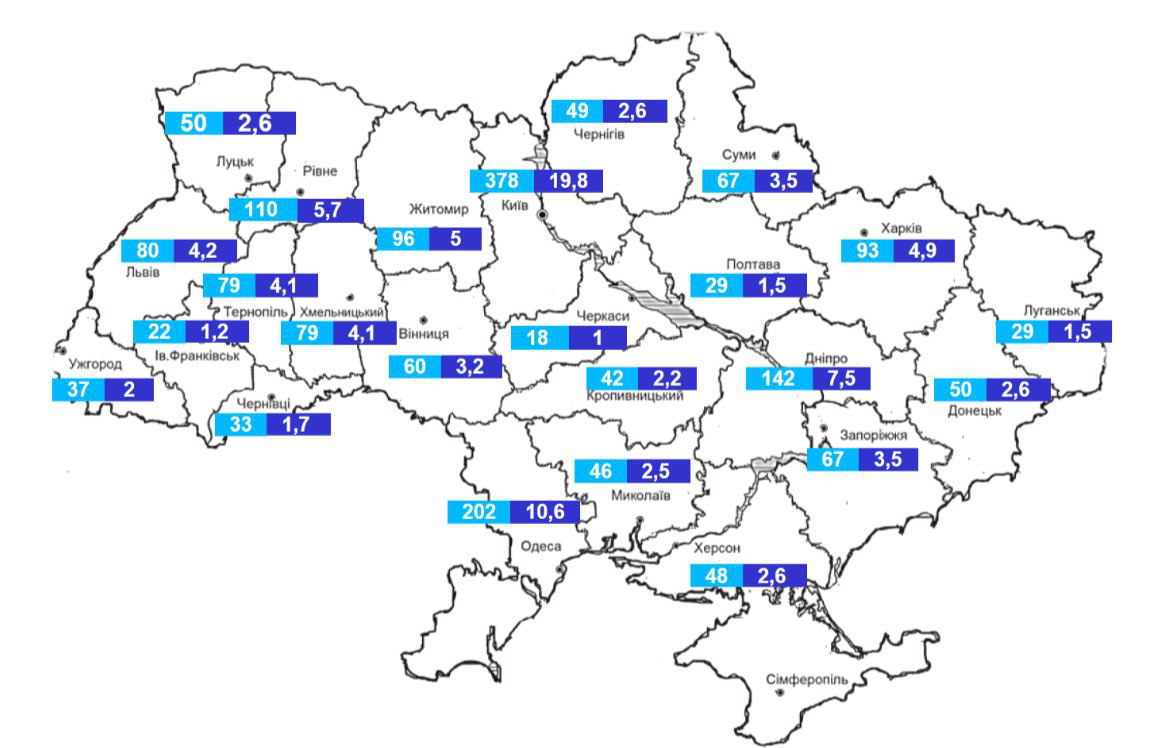 49 2,6
Чернігів
50 2,6
Луцьк
Суми
67 3,5
Рівне
110 5,7
378 19,8
Київ
Житомир
96 5
Харків
93 4,9
80 4,2
Львів
Полтава
29 1,5
79 4,1
Тернопіль
Хмельницький
79 4,1
22 1,2
Ів.Франківськ
Вінниця
60 3,2
Черкаси
18 1
Луганськ
29 1,5
Ужгород
37 2
Дніпро
142 7,5
42 2,2
Кропивницький
50 2,6
Донецьк
Чернівці
33 1,7
Запоріжжя
67 3,5
46 2,5
Миколаїв
202 10,6
Одеса
Херсон
48 2,6
Сімферопіль